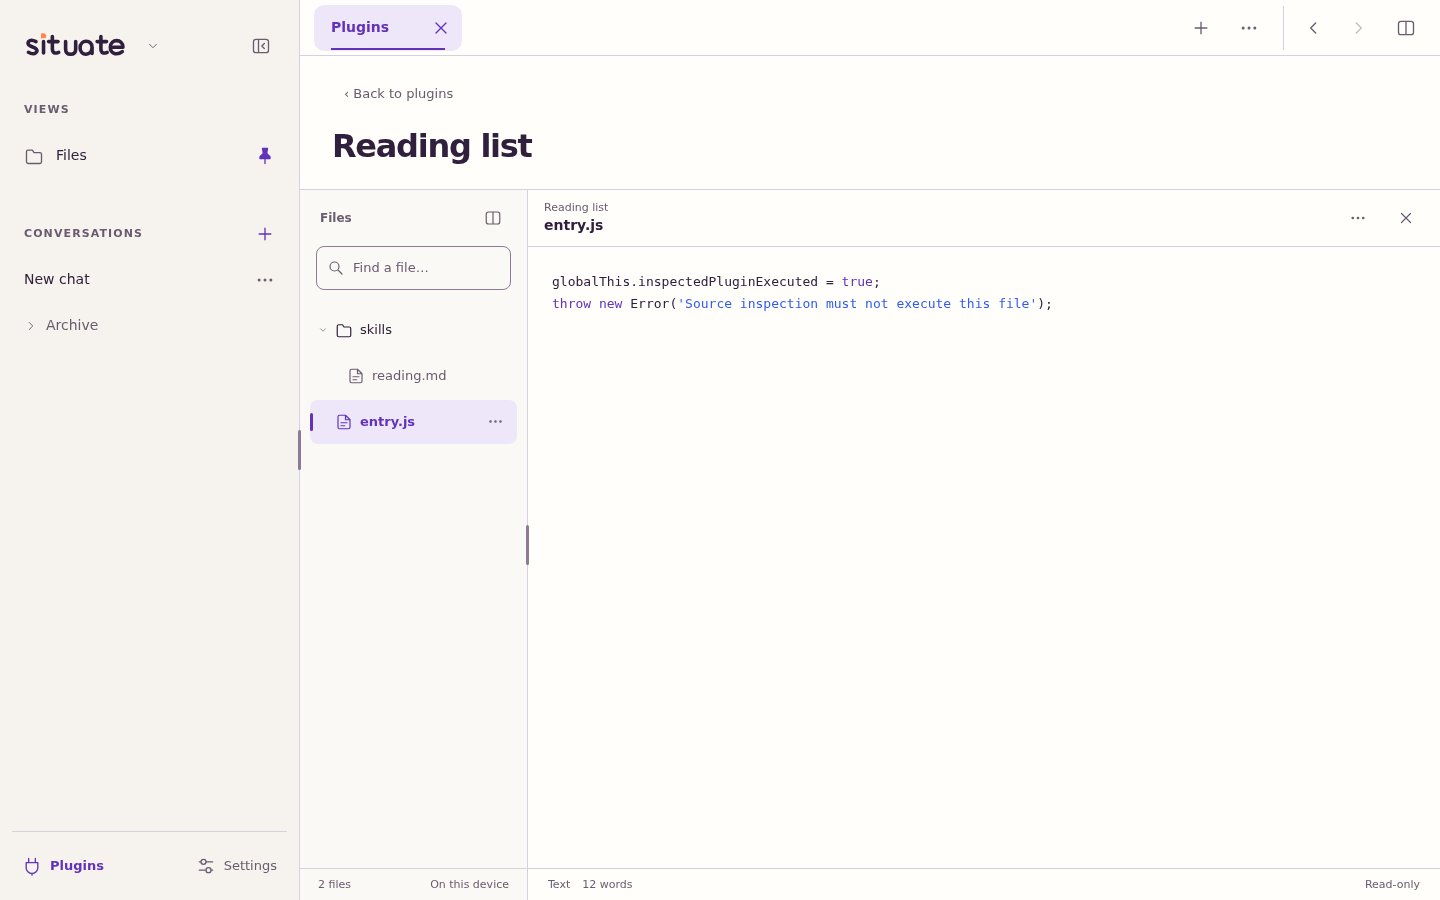 situate
VIEWS
Files
CONVERSATIONS
New chat
Archive
Plugins
Settings
Plugins
‹ Back to plugins
Reading list
Files
Find a file…
skills
reading.md
entry.js
2 files
On this device
Reading list
entry.js
globalThis.inspectedPluginExecuted = true;
throw new Error('Source inspection must not execute this file');
Text 12 words
Read-only